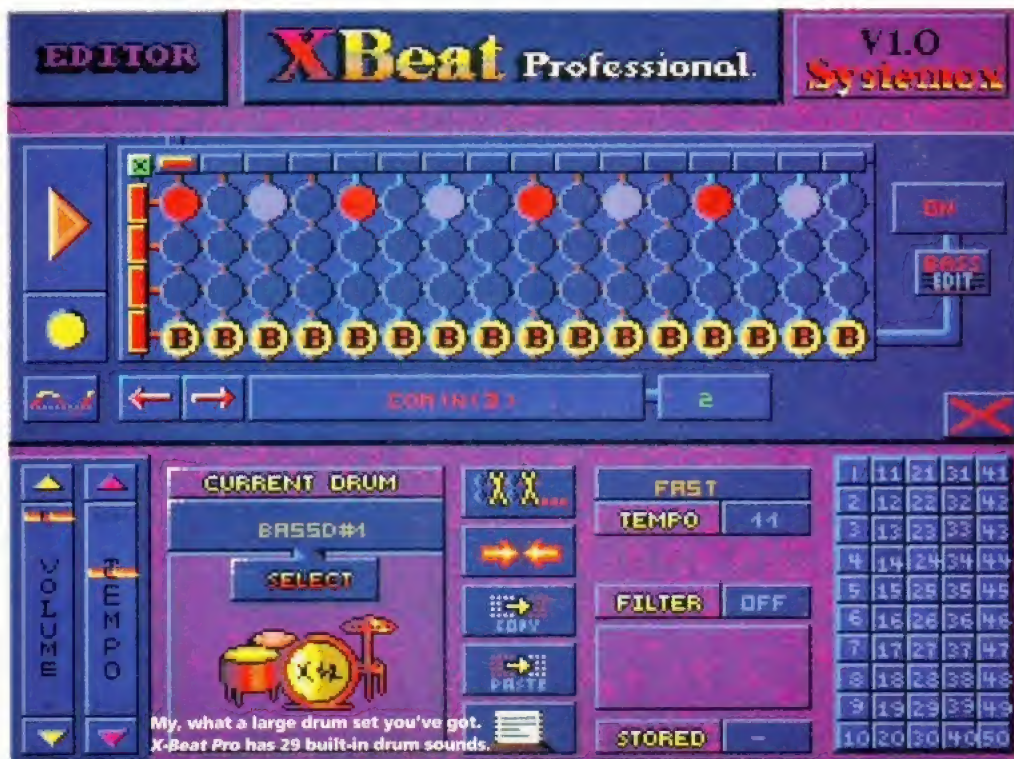 EDITOR
XBeat Professional.
V1.0
Systemox
X
ON
BASS
EDIT
B B B B B B B B B B B B B B B B
2
CURRENT DRUM
BASSD#1
SELECT
VOLUME
TEMPO
X X...
FAST
TEMPO 44
COPY
FILTER OFF
PASTE
STORED -
1 11 21 31 41
2 12 22 32 42
3 13 23 33 43
4 14 24 34 44
5 15 25 35 45
6 16 26 36 46
7 17 27 37 47
8 18 28 38 48
9 19 29 39 49
10 20 30 40 50
My, what a large drum set you've got.
X-Beat Pro has 29 built-in drum sounds.